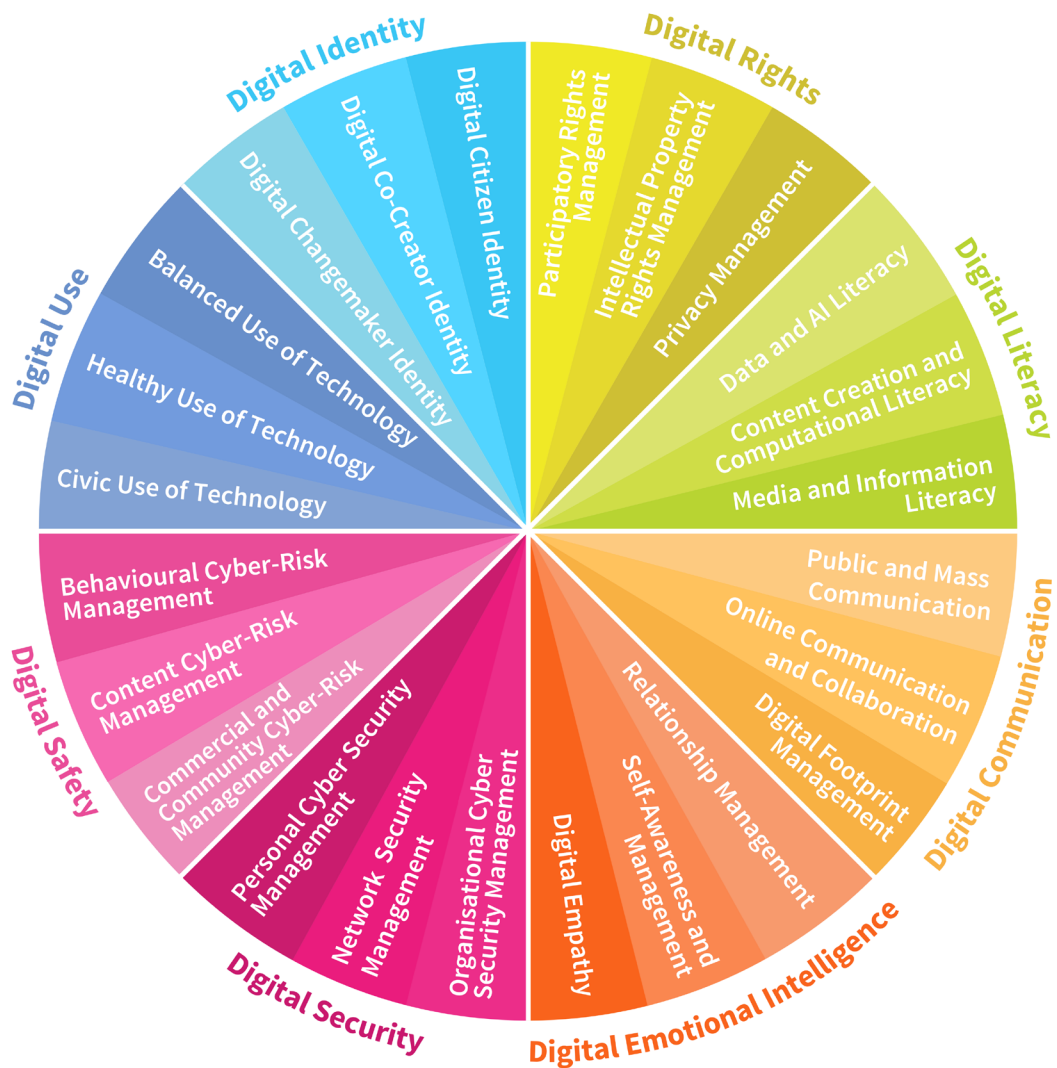 Digital Identity
Digital Citizen Identity
Digital Co-Creator Identity
Digital Changemaker Identity
Digital Rights
Participatory Rights
Management
Intellectual Property
Rights Management
Privacy Management
Digital Literacy
Data and AI Literacy
Content Creation and
Computational Literacy
Media and Information
Literacy
Digital Communication
Public and Mass
Communication
Online Communication
and Collaboration
Digital Footprint
Management
Digital Emotional Intelligence
Relationship Management
Self-Awareness and
Management
Digital Empathy
Digital Security
Organisational Cyber
Security Management
Network Security
Management
Personal Cyber Security
Management
Digital Safety
Commercial and
Community Cyber-Risk
Management
Content Cyber-Risk
Management
Behavioural Cyber-Risk
Management
Digital Use
Civic Use of Technology
Healthy Use of Technology
Balanced Use of Technology